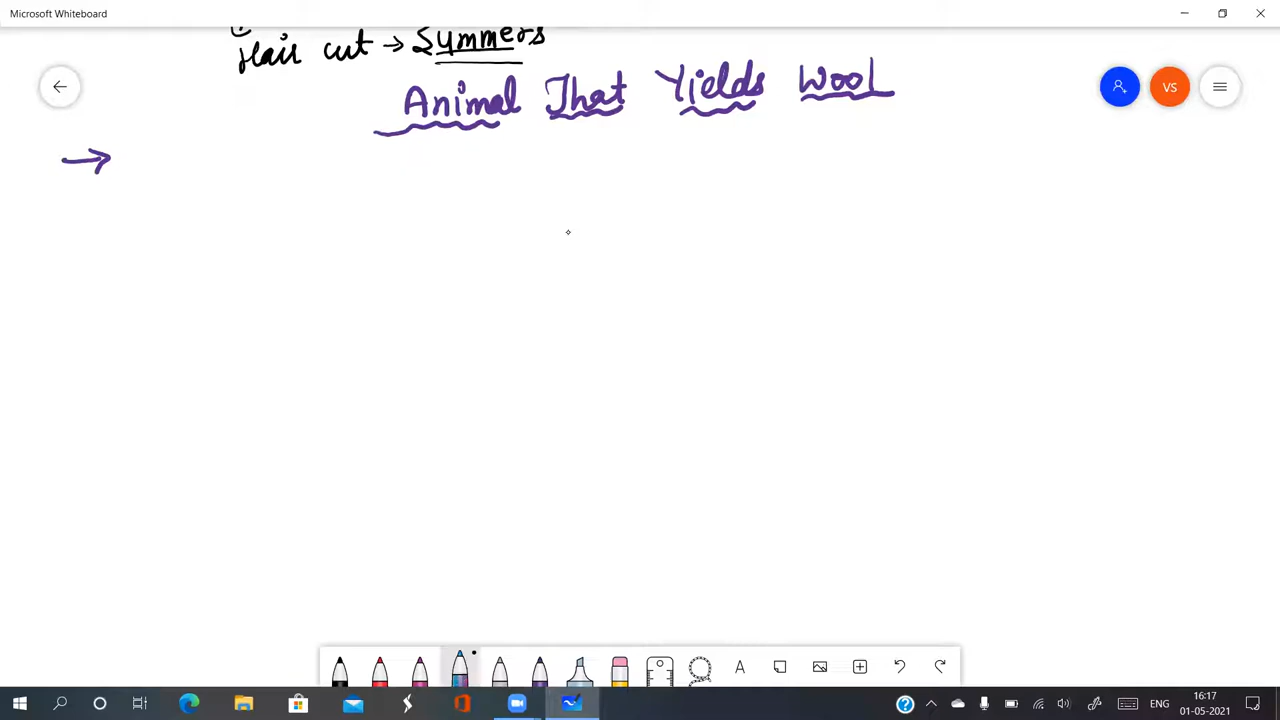 Microsoft Whiteboard
Hair cut → Summers
Animal That Yields Wool
→
VS
A
ENG
16:17
01-05-2021